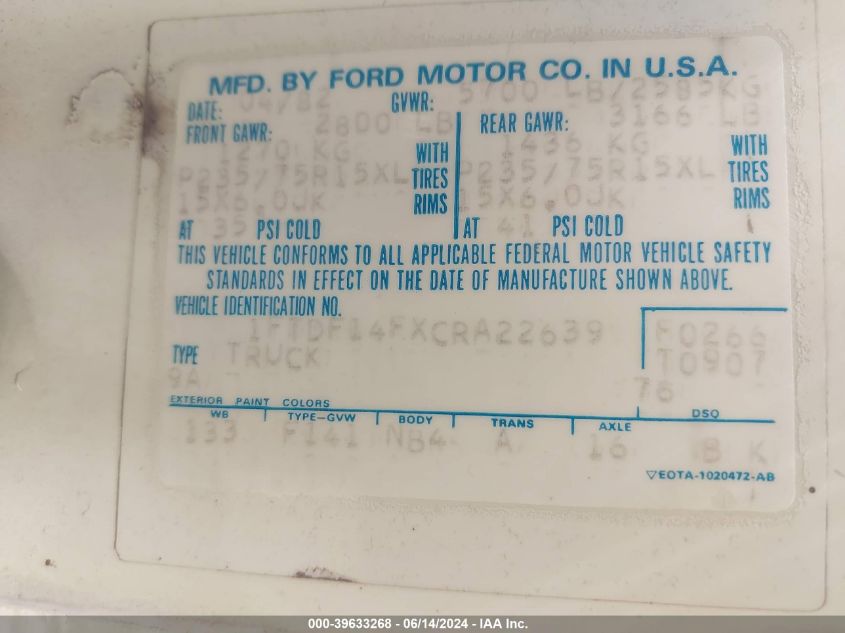 MFD. BY FORD MOTOR CO. IN U.S.A.
DATE: 04/82 GVWR: 5700 LB/2585KG
FRONT GAWR: 2800 LB REAR GAWR: 3166 LB
1270 KG WITH 1436 KG WITH
P235/75R15XL TIRES P235/75R15XL TIRES
15X6.0JK RIMS 15X6.0JK RIMS
AT 35 PSI COLD AT 41 PSI COLD
THIS VEHICLE CONFORMS TO ALL APPLICABLE FEDERAL MOTOR VEHICLE SAFETY
STANDARDS IN EFFECT ON THE DATE OF MANUFACTURE SHOWN ABOVE.
VEHICLE IDENTIFICATION NO.
1FTDF14FXCRA22639 F0266
TYPE TRUCK T0907
9A 76
EXTERIOR PAINT COLORS DSO
WB TYPE-GVW BODY TRANS AXLE
133 F141 NB4 A 16 B K
▽EOTA-1020472-AB
000-39633268 - 06/14/2024 - IAA Inc.